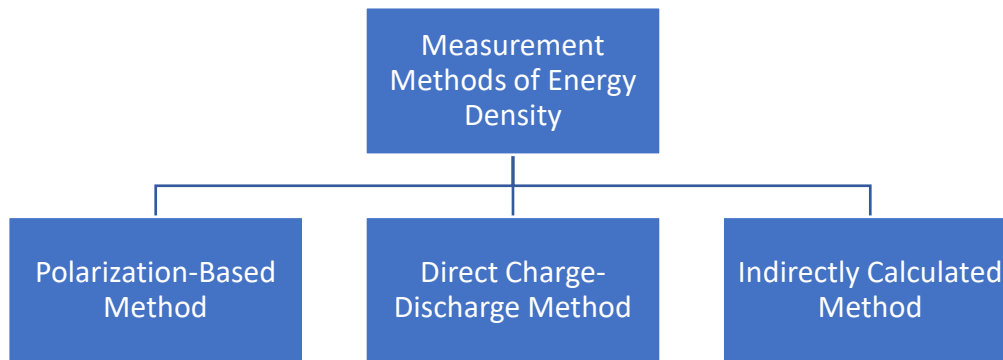 Measurement
Methods of Energy
Density
Polarization-Based
Method
Direct Charge-
Discharge Method
Indirectly Calculated
Method